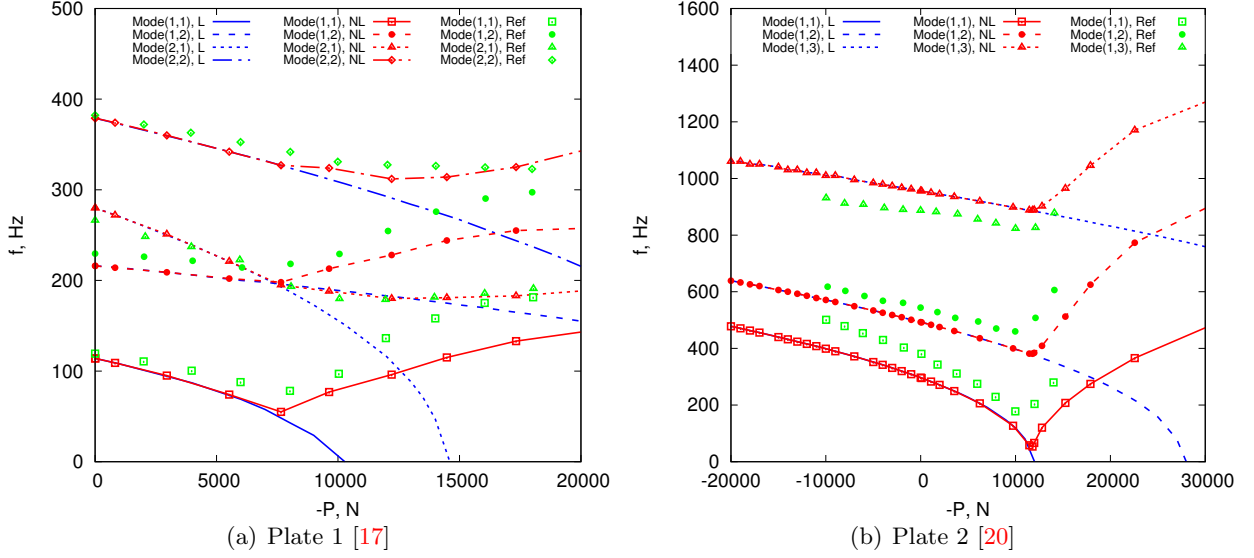 Mode(1,1), L Mode(1,1), NL Mode(1,1), Ref
Mode(1,2), L Mode(1,2), NL Mode(1,2), Ref
Mode(2,1), L Mode(2,1), NL Mode(2,1), Ref
Mode(2,2), L Mode(2,2), NL Mode(2,2), Ref
500
400
300
200
100
0
f, Hz
0 5000 10000 15000 20000
-P, N
(a) Plate 1 [17]
Mode(1,1), L Mode(1,1), NL Mode(1,1), Ref
Mode(1,2), L Mode(1,2), NL Mode(1,2), Ref
Mode(1,3), L Mode(1,3), NL Mode(1,3), Ref
1600
1400
1200
1000
800
600
400
200
0
f, Hz
-20000 -10000 0 10000 20000 30000
-P, N
(b) Plate 2 [20]